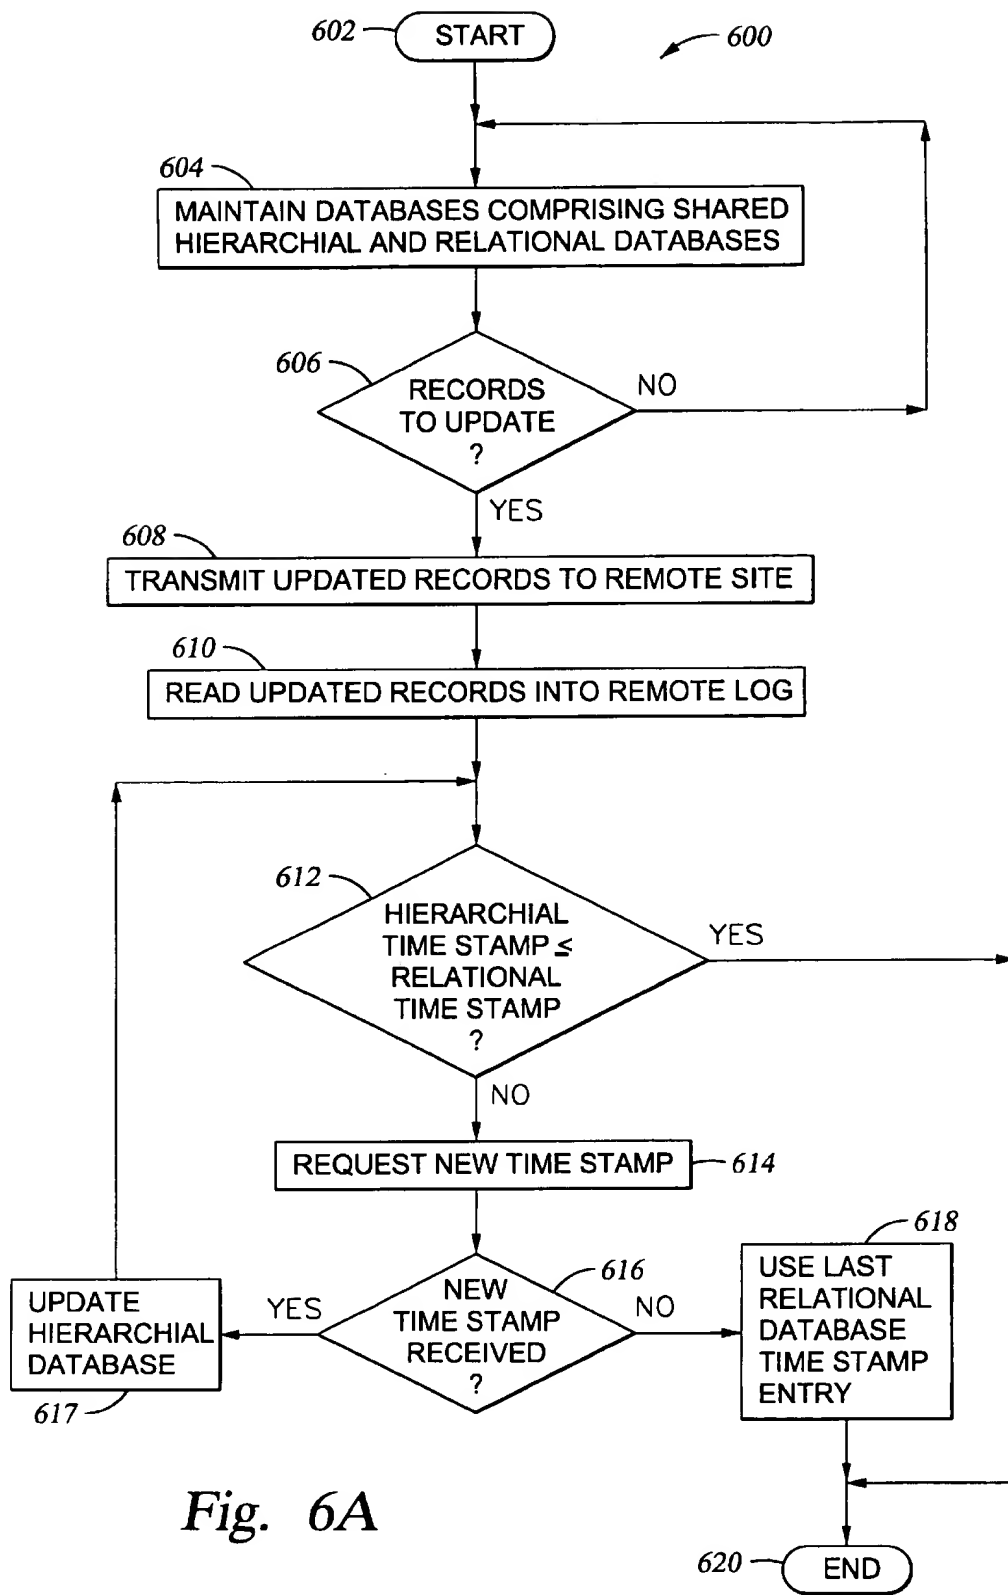 602
START
600
604
MAINTAIN DATABASES COMPRISING SHARED
HIERARCHIAL AND RELATIONAL DATABASES
606
RECORDS
TO UPDATE
?
NO
YES
608
TRANSMIT UPDATED RECORDS TO REMOTE SITE
610
READ UPDATED RECORDS INTO REMOTE LOG
612
HIERARCHIAL
TIME STAMP ≤
RELATIONAL
TIME STAMP
?
YES
NO
REQUEST NEW TIME STAMP
614
616
NEW
TIME STAMP
RECEIVED
?
YES
NO
UPDATE
HIERARCHIAL
DATABASE
617
618
USE LAST
RELATIONAL
DATABASE
TIME STAMP
ENTRY
Fig. 6A
620
END